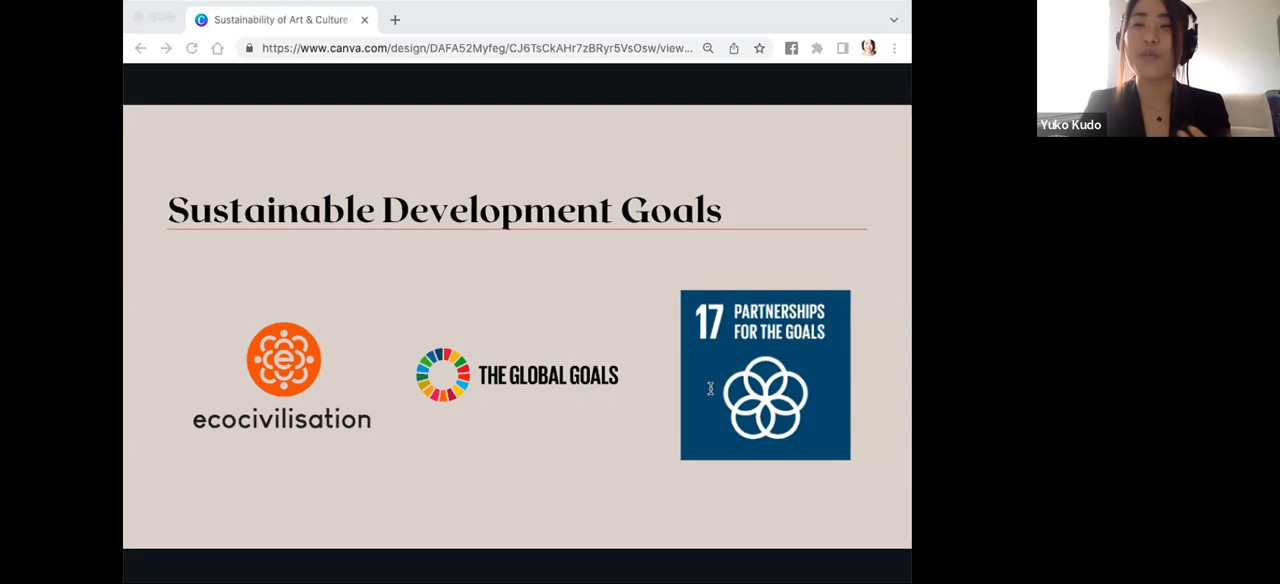 Sustainability of Art & Culture
https://www.canva.com/design/DAFA52Myfeg/CJ6TsCkAHr7zBRyr5VsOsw/view...
Yuko Kudo
Sustainable Development Goals
e
ecocivilisation
THE GLOBAL GOALS
17 PARTNERSHIPS
FOR THE GOALS